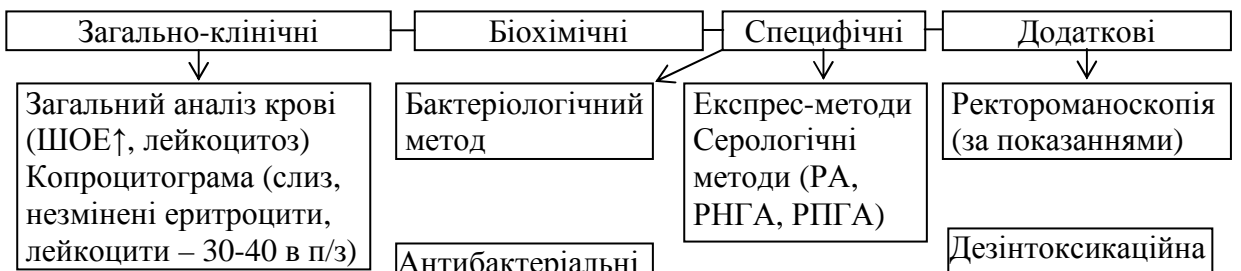 Загально-клінічні
Біохімічні
Специфічні
Додаткові
Загальний аналіз крові
(ШОЕ↑, лейкоцитоз)
Копроцитограма (слиз,
незмінені еритроцити,
лейкоцити – 30-40 в п/з)
Бактеріологічний
метод
Експрес-методи
Серологічні
методи (РА,
РНГА, РПГА)
Ректороманоскопія
(за показаннями)
Антибактеріальні
Дезінтоксикаційна